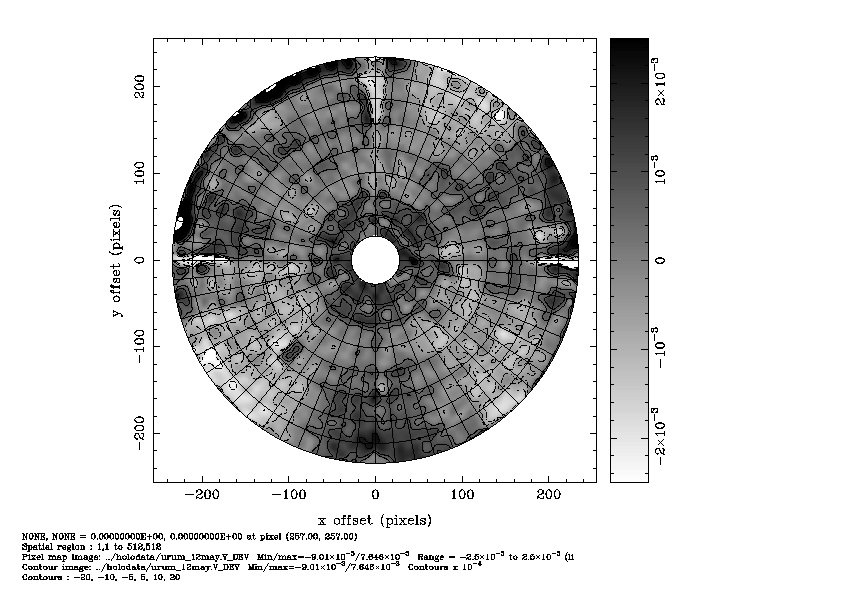 200
100
0
−100
−200
y offset (pixels)
−200 −100 0 100 200
x offset (pixels)
2×10⁻³
10⁻³
0
−10⁻³
−2×10⁻³
NONE, NONE = 0.00000000E+00, 0.00000000E+00 at pixel (257.00, 257.00)
Spatial region : 1,1 to 512,512
Pixel map image: ../holodata/urum_12may.V_DEV Min/max=−9.01×10⁻³/7.646×10⁻³ Range = −2.5×10⁻³ to 2.5×10⁻³ (li
Contour image: ../holodata/urum_12may.V_DEV Min/max=−9.01×10⁻³/7.646×10⁻³ Contours x 10⁻⁴
Contours : −20, −10, −5, 5, 10, 20